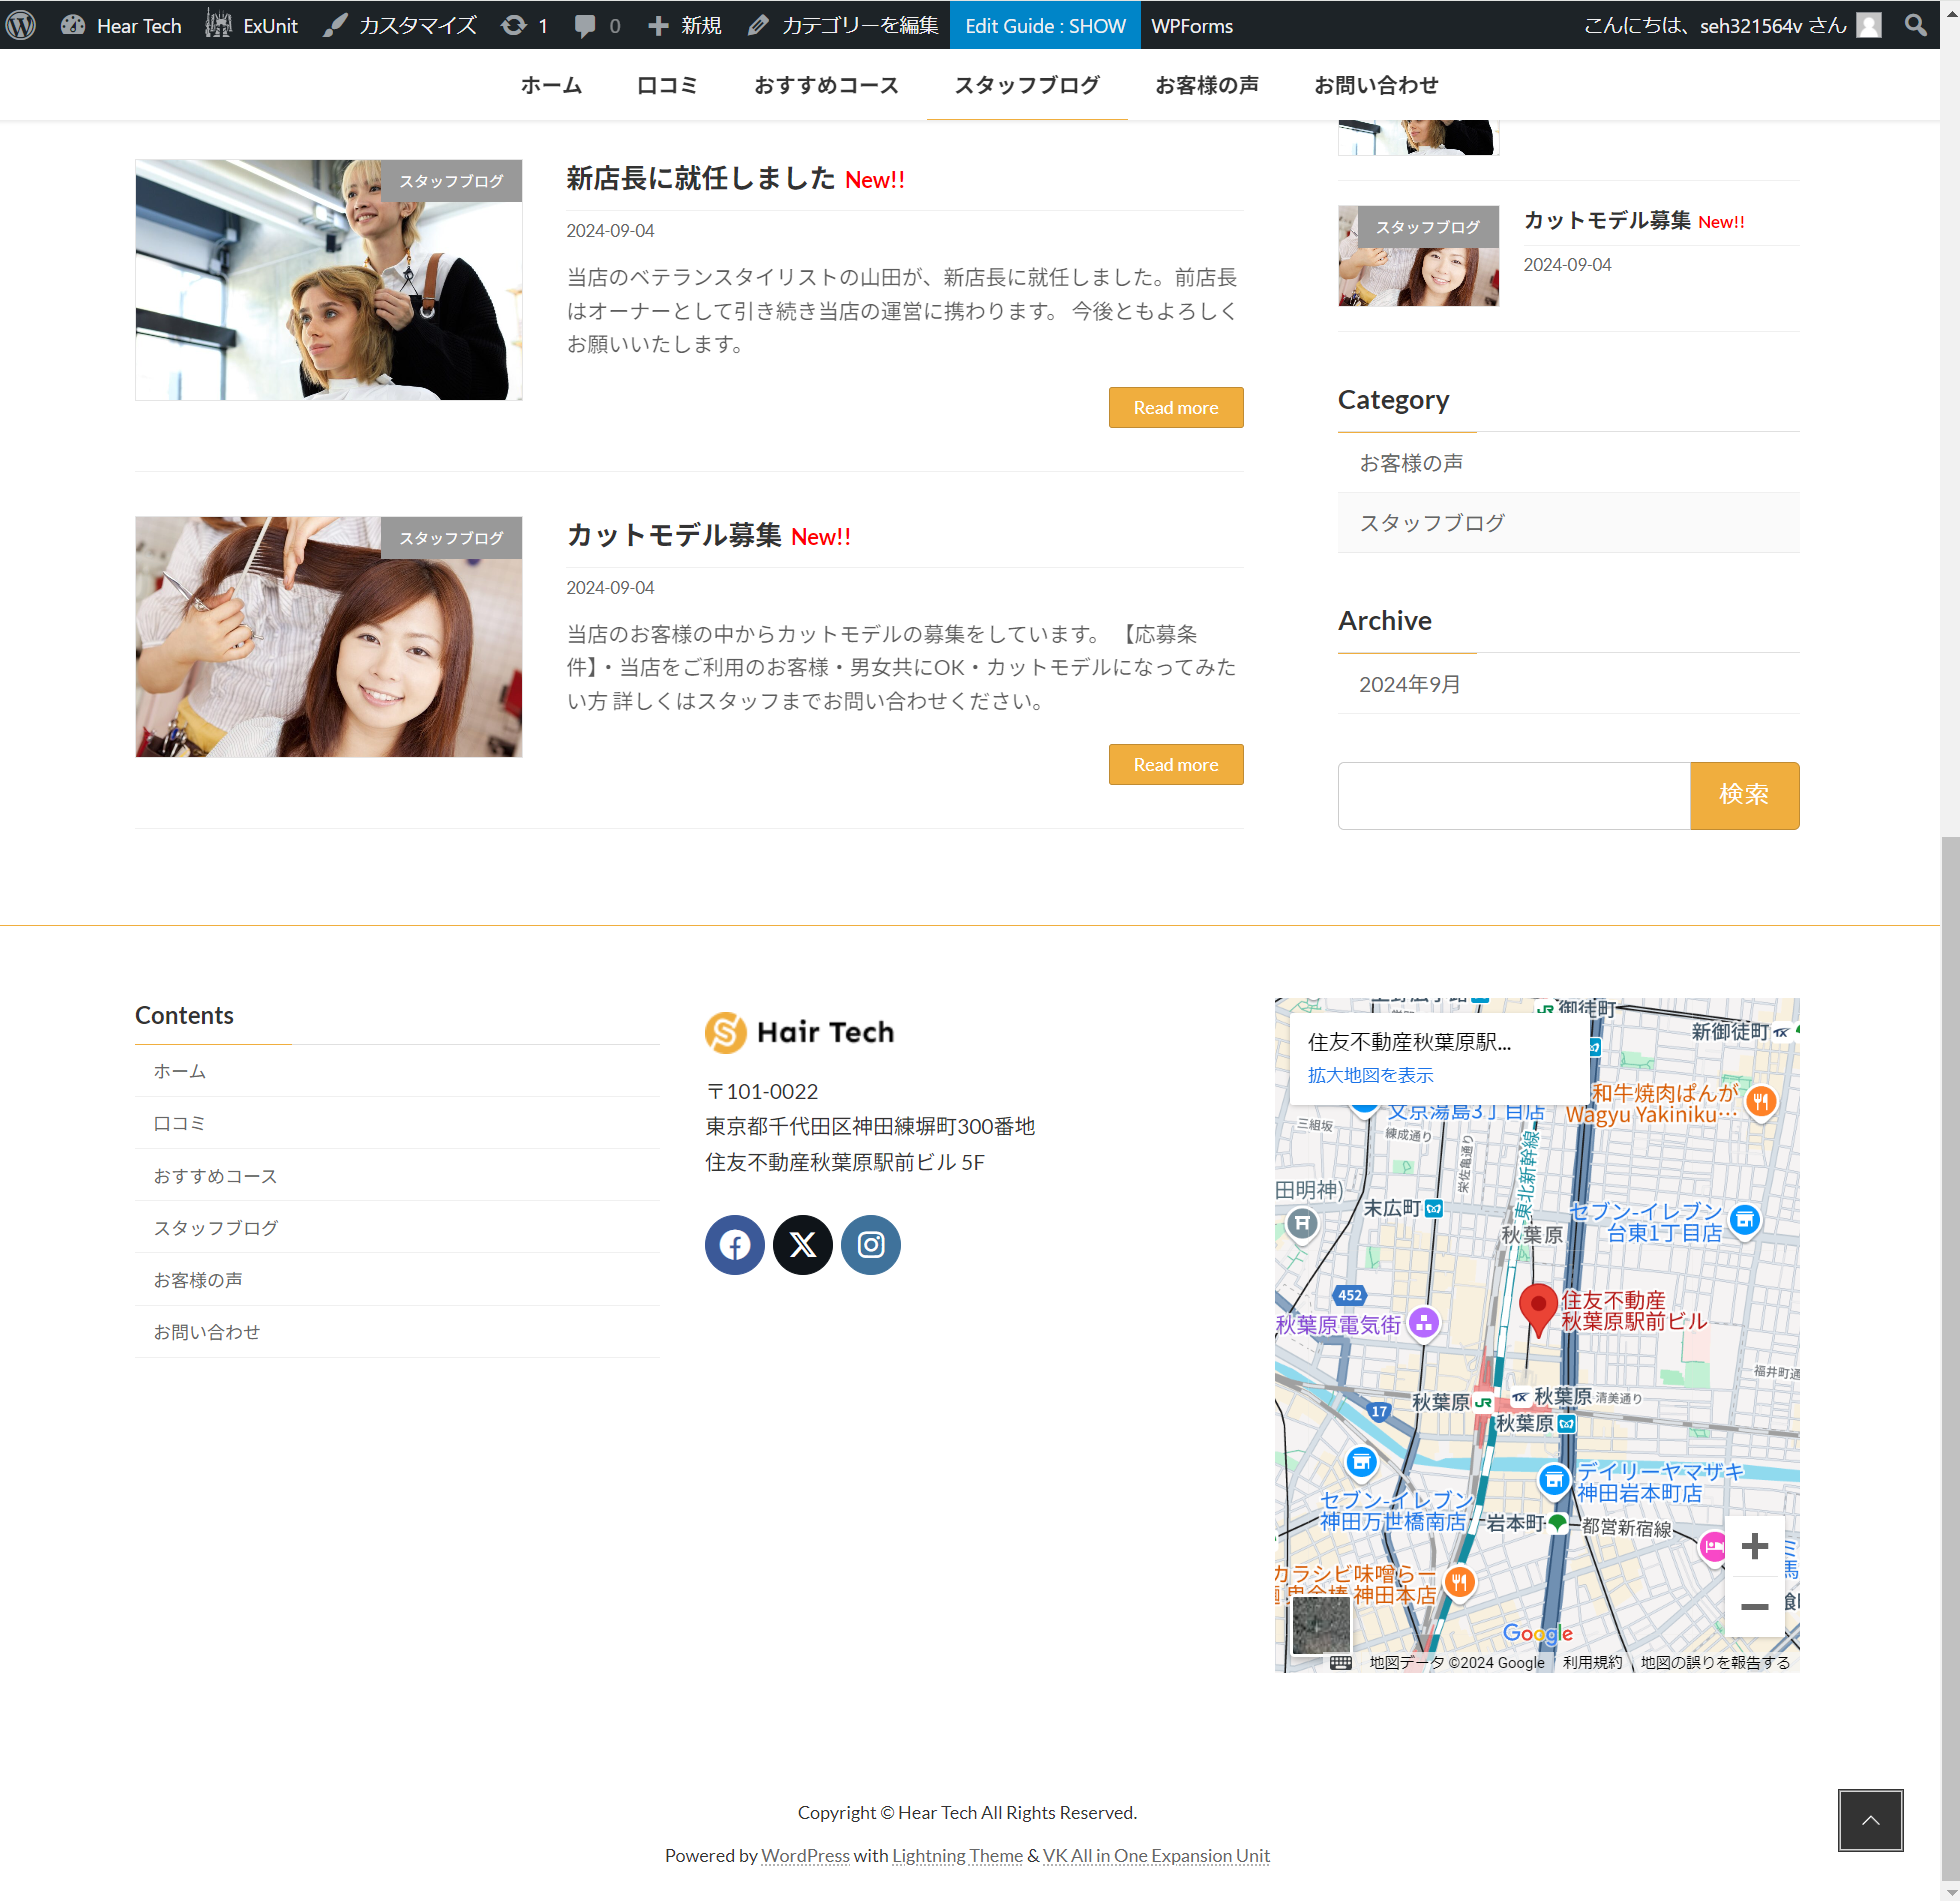 Hear Tech ExUnit カスタマイズ 1 0 新規 カテゴリーを編集 Edit Guide : SHOW WPForms こんにちは、seh321564v さん
ホーム 口コミ おすすめコース スタッフブログ お客様の声 お問い合わせ
スタッフブログ
新店長に就任しました New!!
2024-09-04
当店のベテランスタイリストの山田が、新店長に就任しました。前店長
はオーナーとして引き続き当店の運営に携わります。 今後ともよろしく
お願いいたします。
Read more
スタッフブログ
カットモデル募集 New!!
2024-09-04
当店のお客様の中からカットモデルの募集をしています。 【応募条
件】・当店をご利用のお客様・男女共にOK・カットモデルになってみた
い方 詳しくはスタッフまでお問い合わせください。
Read more
スタッフブログ
カットモデル募集 New!!
2024-09-04
Category
お客様の声
スタッフブログ
Archive
2024年9月
検索
Contents
ホーム
口コミ
おすすめコース
スタッフブログ
お客様の声
お問い合わせ
Hair Tech
〒101-0022
東京都千代田区神田練塀町300番地
住友不動産秋葉原駅前ビル 5F
御徒町
新御徒町
住友不動産秋葉原駅...
拡大地図を表示
和牛焼肉ぱんが
Wagyu Yakiniku…
文京湯島3丁目店
三組坂
練成通り
栄佐亀通り
東北新幹線
田明神)
末広町
秋葉原
セブン-イレブン
台東1丁目店
452
秋葉原電気街
住友不動産
秋葉原駅前ビル
福井町通
秋葉原 JR
秋葉原 清美通り
秋葉原
17
デイリーヤマザキ
神田岩本町店
セブン-イレブン
神田万世橋南店
岩本町
都営新宿線
カラシビ味噌らー
神田本店
Google
地図データ ©2024 Google 利用規約 地図の誤りを報告する
Copyright © Hear Tech All Rights Reserved.
Powered by WordPress with Lightning Theme & VK All in One Expansion Unit